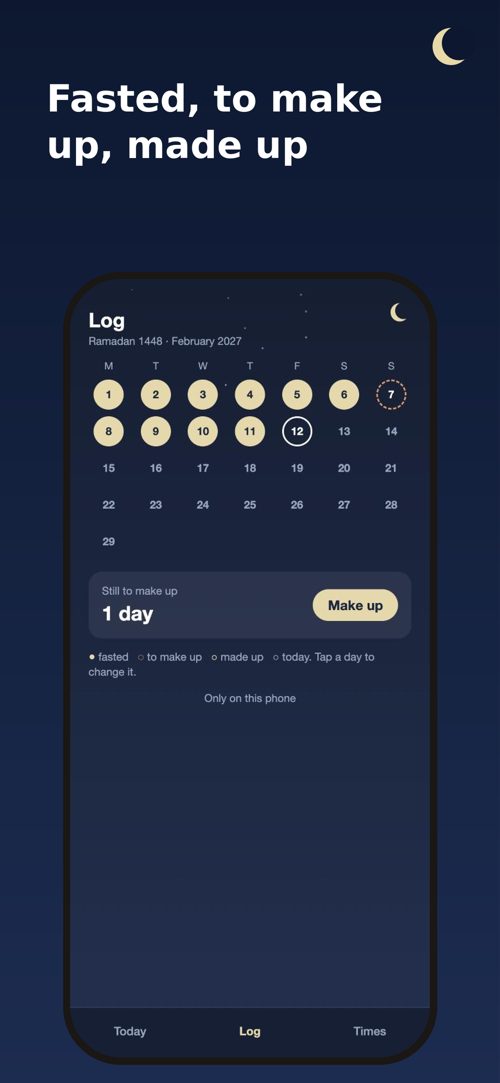 Fasted, to make
up, made up
Log
Ramadan 1448 · February 2027
M T W T F S S
1 2 3 4 5 6 7
8 9 10 11 12 13 14
15 16 17 18 19 20 21
22 23 24 25 26 27 28
29
Still to make up
1 day
Make up
fasted to make up made up today. Tap a day to
change it.
Only on this phone
Today Log Times